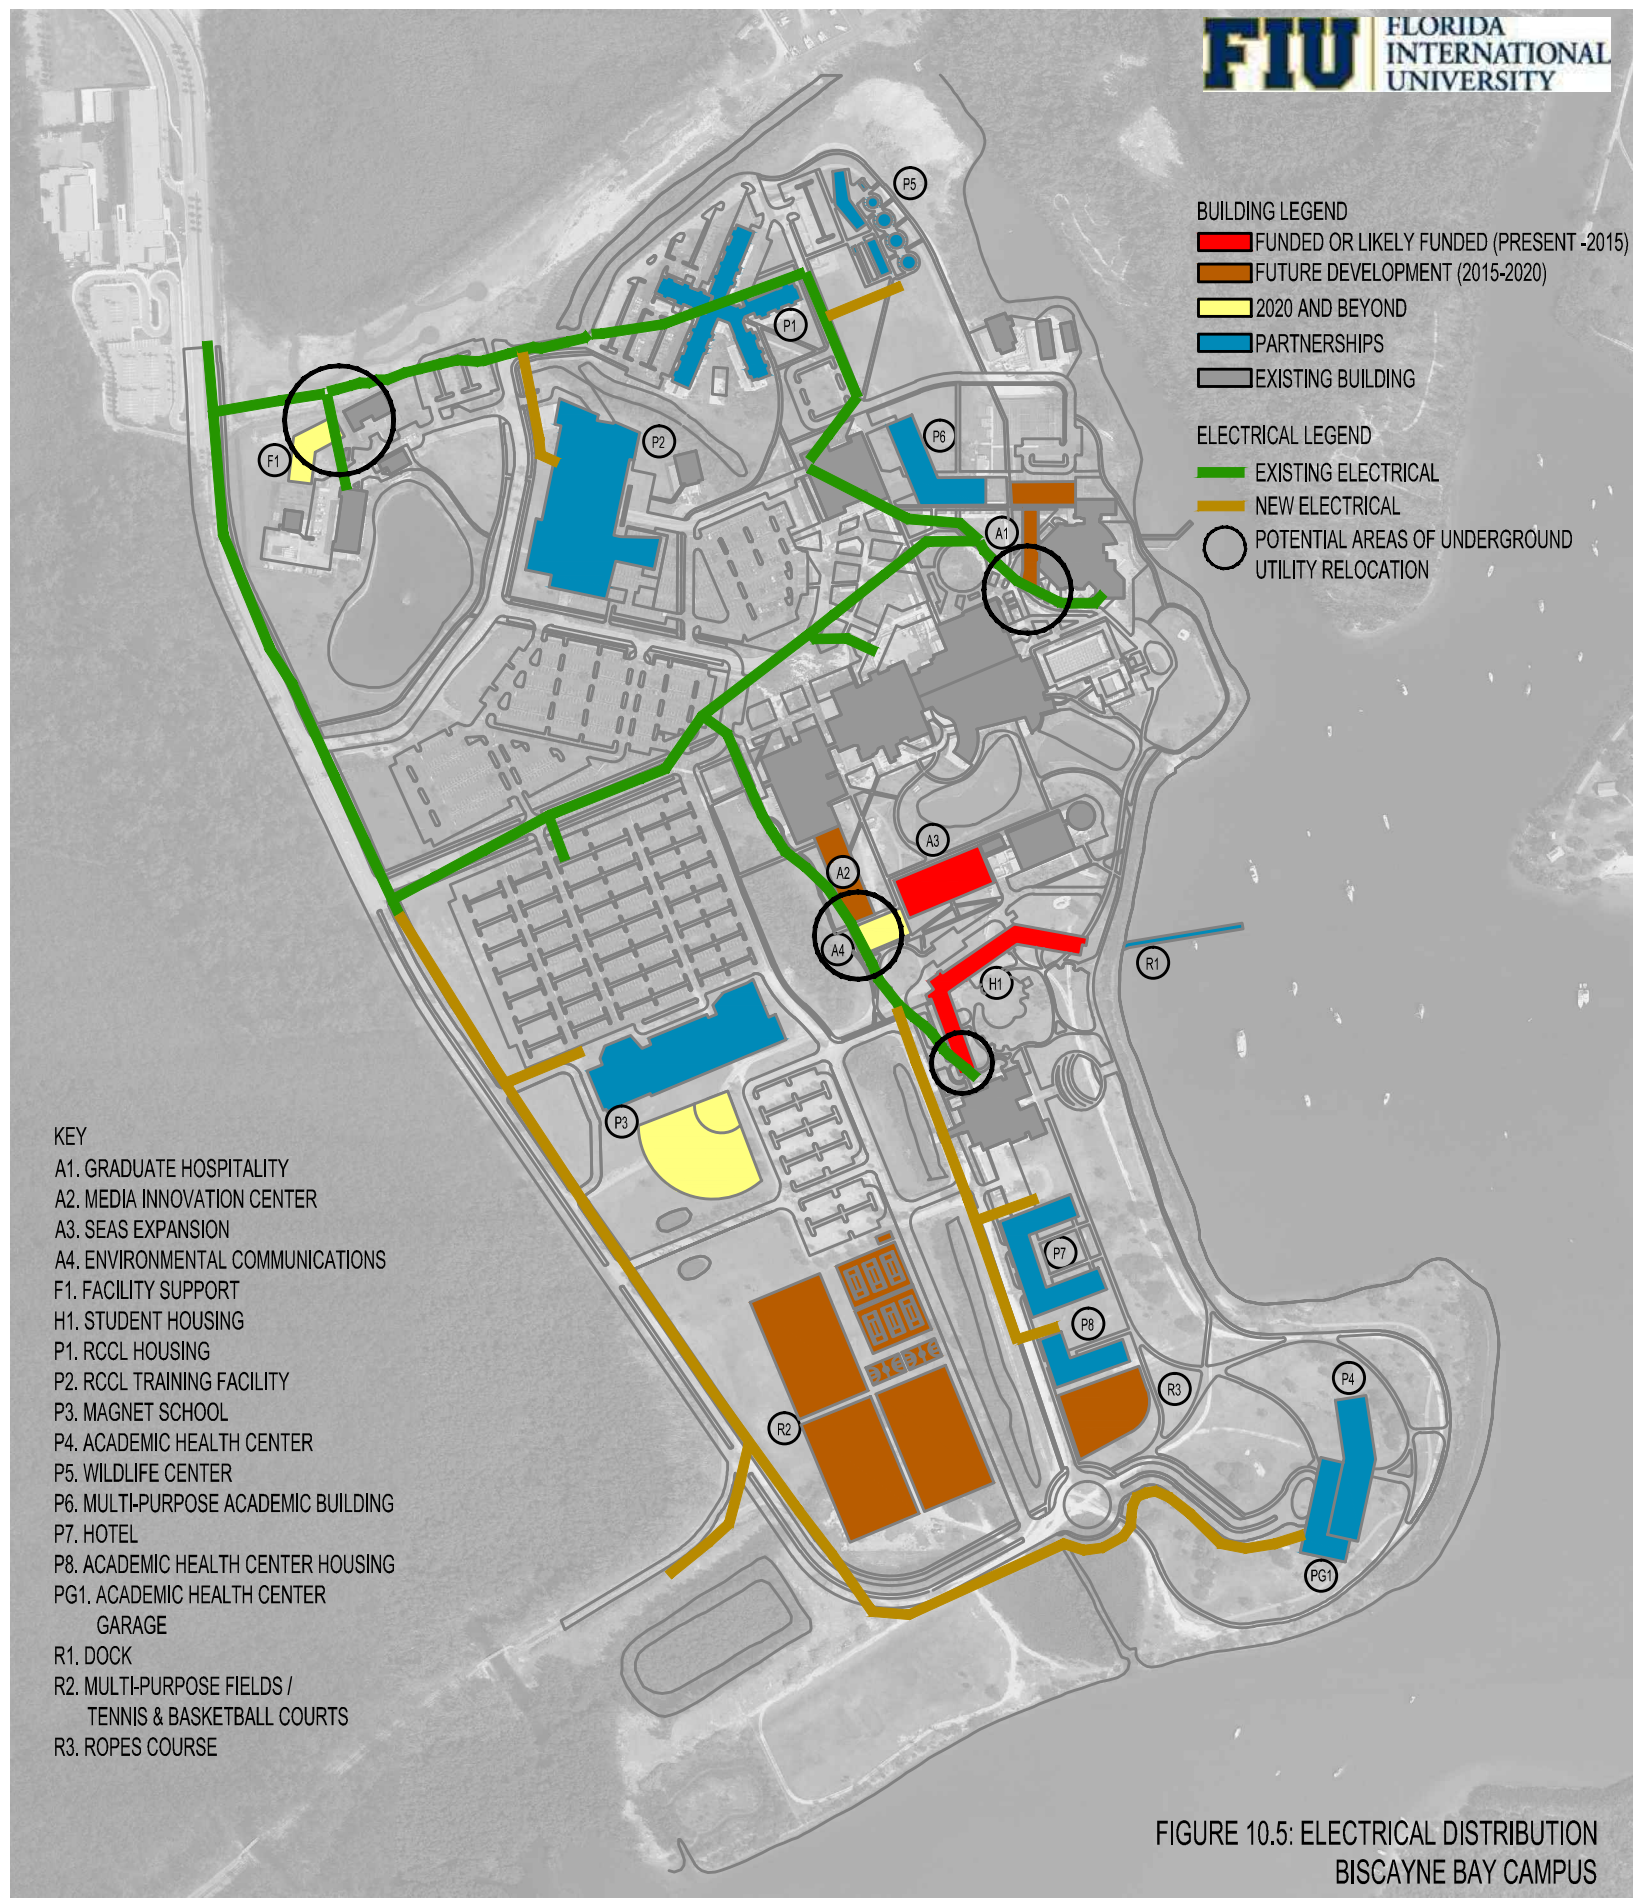 FIU
FLORIDA
INTERNATIONAL
UNIVERSITY
BUILDING LEGEND
FUNDED OR LIKELY FUNDED (PRESENT -2015)
FUTURE DEVELOPMENT (2015-2020)
2020 AND BEYOND
PARTNERSHIPS
EXISTING BUILDING
ELECTRICAL LEGEND
EXISTING ELECTRICAL
NEW ELECTRICAL
POTENTIAL AREAS OF UNDERGROUND
UTILITY RELOCATION
P5
P1
P2
P6
F1
A1
A3
A2
A4
H1
R1
P3
P7
P8
R3
P4
R2
PG1
KEY
A1. GRADUATE HOSPITALITY
A2. MEDIA INNOVATION CENTER
A3. SEAS EXPANSION
A4. ENVIRONMENTAL COMMUNICATIONS
F1. FACILITY SUPPORT
H1. STUDENT HOUSING
P1. RCCL HOUSING
P2. RCCL TRAINING FACILITY
P3. MAGNET SCHOOL
P4. ACADEMIC HEALTH CENTER
P5. WILDLIFE CENTER
P6. MULTI-PURPOSE ACADEMIC BUILDING
P7. HOTEL
P8. ACADEMIC HEALTH CENTER HOUSING
PG1. ACADEMIC HEALTH CENTER
GARAGE
R1. DOCK
R2. MULTI-PURPOSE FIELDS /
TENNIS & BASKETBALL COURTS
R3. ROPES COURSE
FIGURE 10.5: ELECTRICAL DISTRIBUTION
BISCAYNE BAY CAMPUS